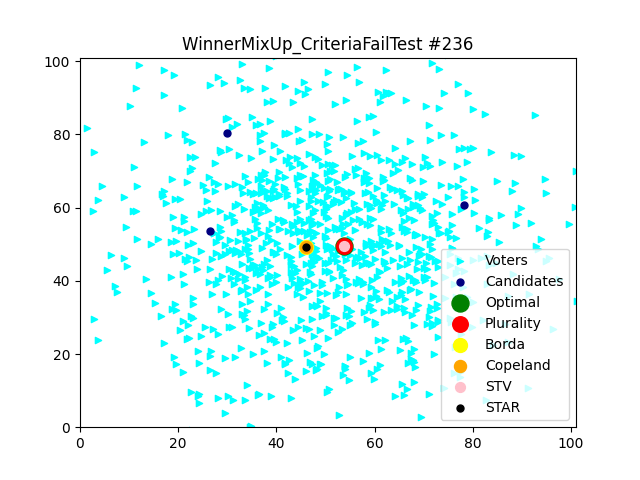 WinnerMixUp_CriteriaFailTest #236
100
80
60
40
20
0
0
20
40
60
80
100
Voters
Candidates
Optimal
Plurality
Borda
Copeland
STV
STAR